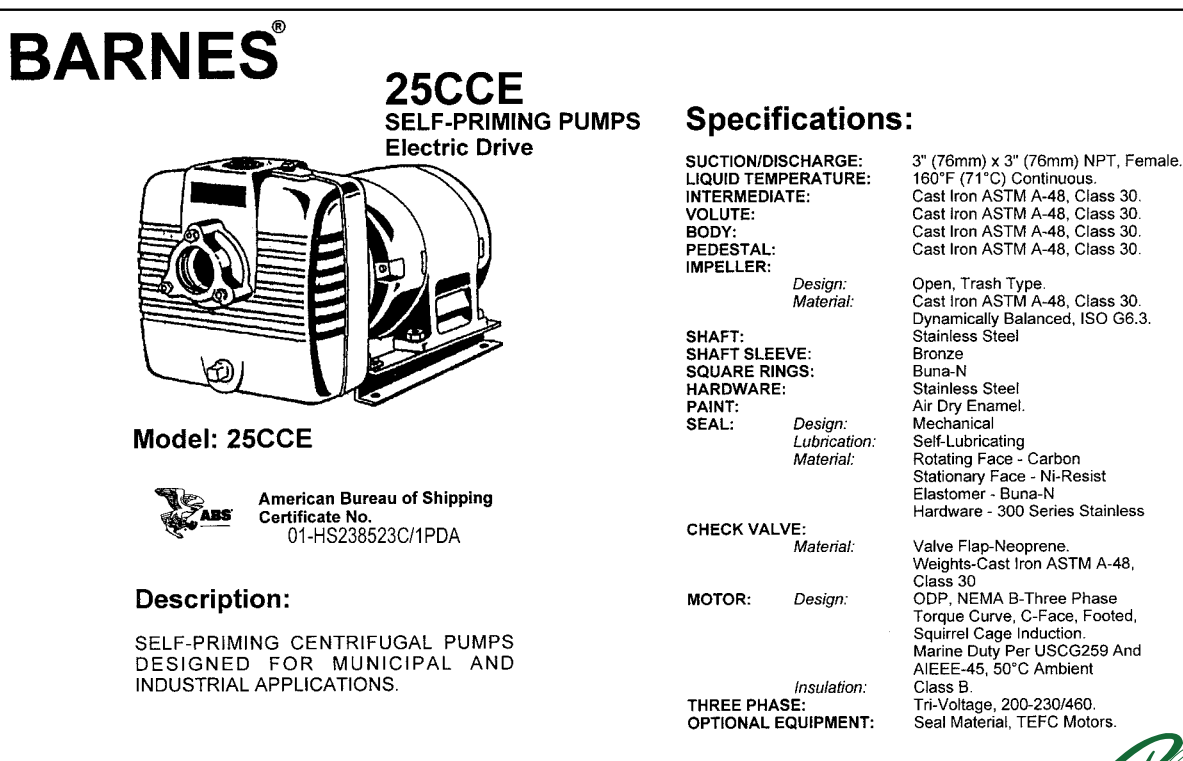 BARNES®
25CCE
SELF-PRIMING PUMPS
Electric Drive
Model: 25CCE
ABS
American Bureau of Shipping
Certificate No.
01-HS238523C/1PDA
Description:
SELF-PRIMING CENTRIFUGAL PUMPS
DESIGNED FOR MUNICIPAL AND
INDUSTRIAL APPLICATIONS.
Specifications:
SUCTION/DISCHARGE: 3" (76mm) x 3" (76mm) NPT, Female.
LIQUID TEMPERATURE: 160°F (71°C) Continuous.
INTERMEDIATE: Cast Iron ASTM A-48, Class 30.
VOLUTE: Cast Iron ASTM A-48, Class 30.
BODY: Cast Iron ASTM A-48, Class 30.
PEDESTAL: Cast Iron ASTM A-48, Class 30.
IMPELLER:
Design: Open, Trash Type.
Material: Cast Iron ASTM A-48, Class 30.
Dynamically Balanced, ISO G6.3.
SHAFT: Stainless Steel
SHAFT SLEEVE: Bronze
SQUARE RINGS: Buna-N
HARDWARE: Stainless Steel
PAINT: Air Dry Enamel.
SEAL: Design: Mechanical
Lubrication: Self-Lubricating
Material: Rotating Face - Carbon
Stationary Face - Ni-Resist
Elastomer - Buna-N
Hardware - 300 Series Stainless
CHECK VALVE:
Material: Valve Flap-Neoprene.
Weights-Cast Iron ASTM A-48,
Class 30
MOTOR: Design: ODP, NEMA B-Three Phase
Torque Curve, C-Face, Footed,
Squirrel Cage Induction.
Marine Duty Per USCG259 And
AIEEE-45, 50°C Ambient
Insulation: Class B.
THREE PHASE: Tri-Voltage, 200-230/460.
OPTIONAL EQUIPMENT: Seal Material, TEFC Motors.